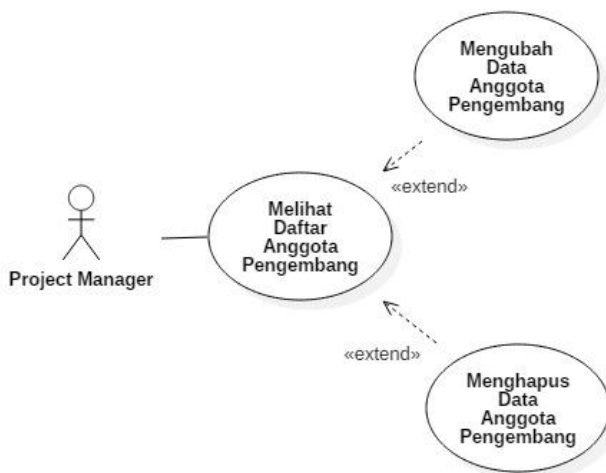 Mengubah
Data
Anggota
Pengembang
«extend»
Melihat
Daftar
Anggota
Pengembang
Project Manager
«extend»
Menghapus
Data
Anggota
Pengembang